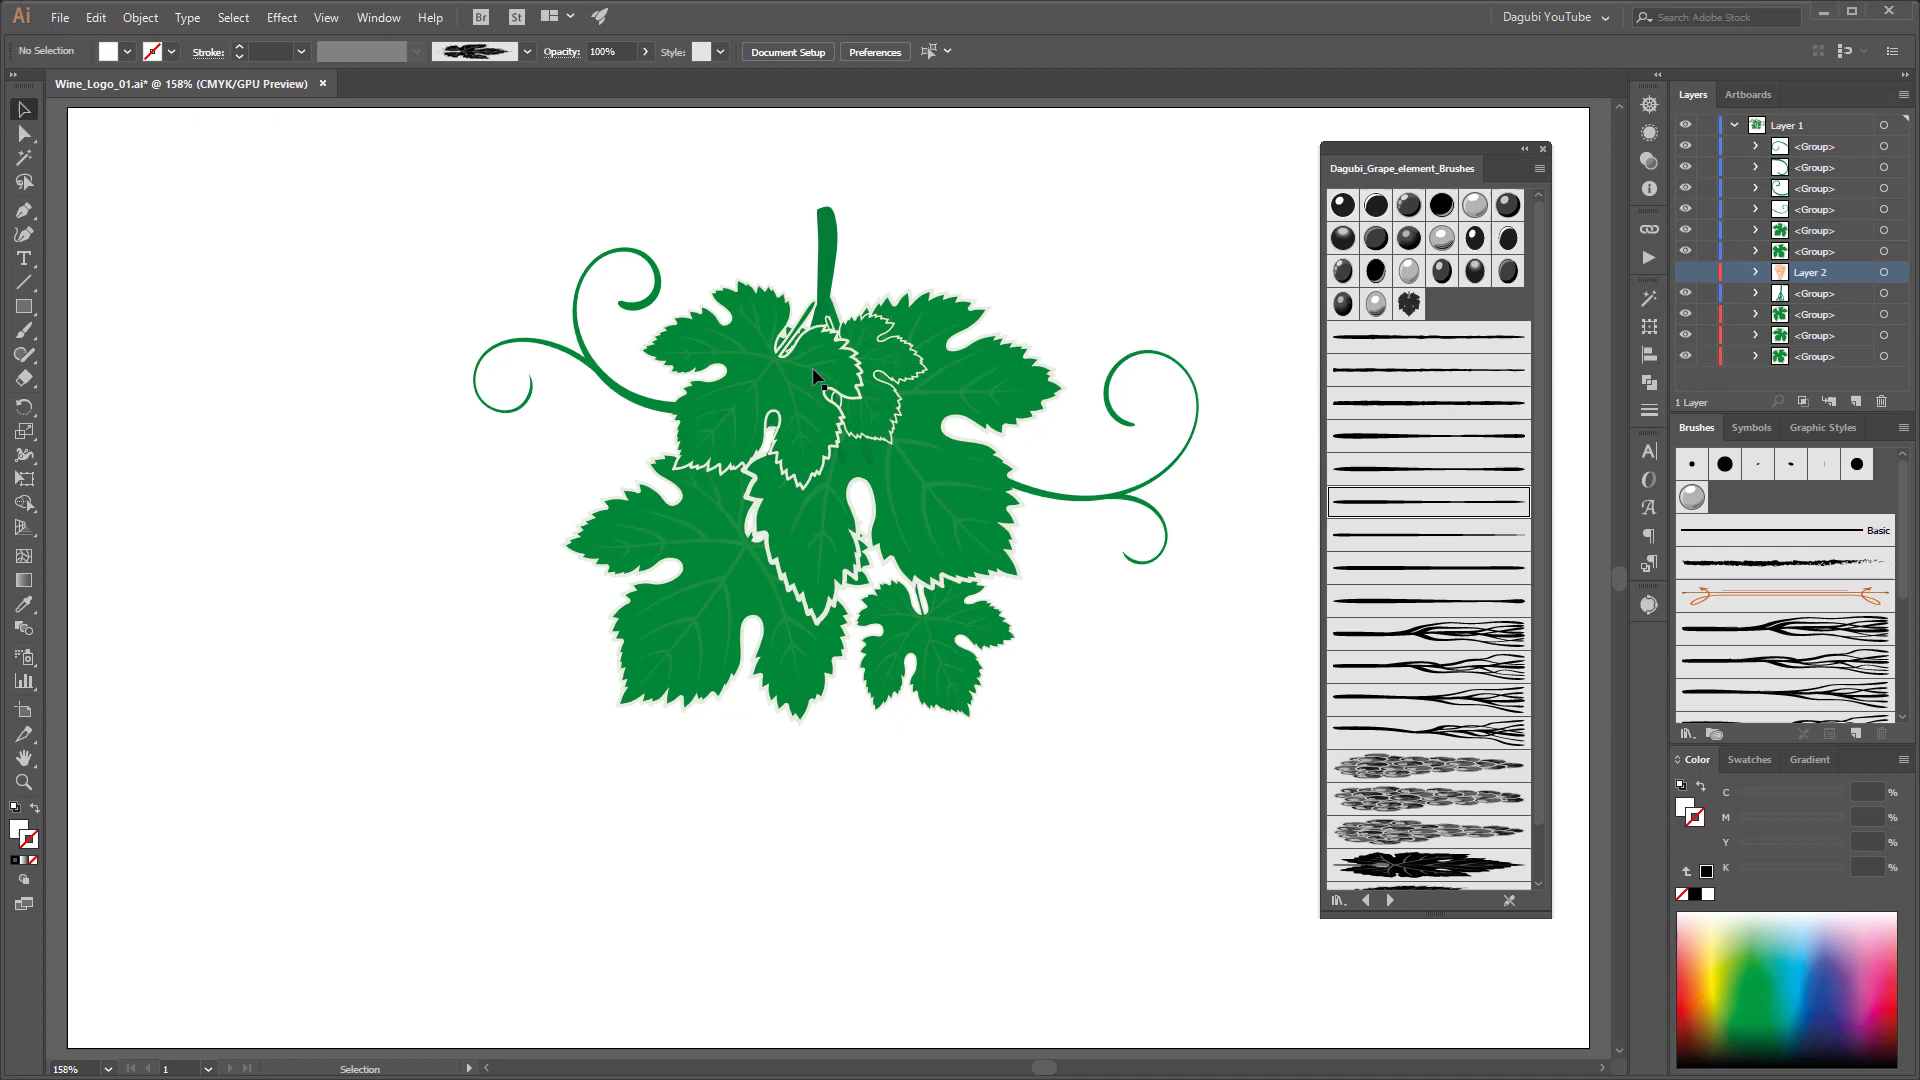 Ai File Edit Object Type Select Effect View Window Help Br St Dagubi YouTube Search Adobe Stock
No Selection Stroke: Opacity: 100% Style: Document Setup Preferences
Wine_Logo_01.ai* @ 158% (CMYK/GPU Preview)
Dagubi_Grape_element_Brushes
Layers Artboards
Layer 1
<Group>
<Group>
<Group>
<Group>
<Group>
<Group>
Layer 2
<Group>
<Group>
<Group>
<Group>
1 Layer
Brushes Symbols Graphic Styles
Basic
Color Swatches Gradient
C %
M %
Y %
K %
158% 1 Selection